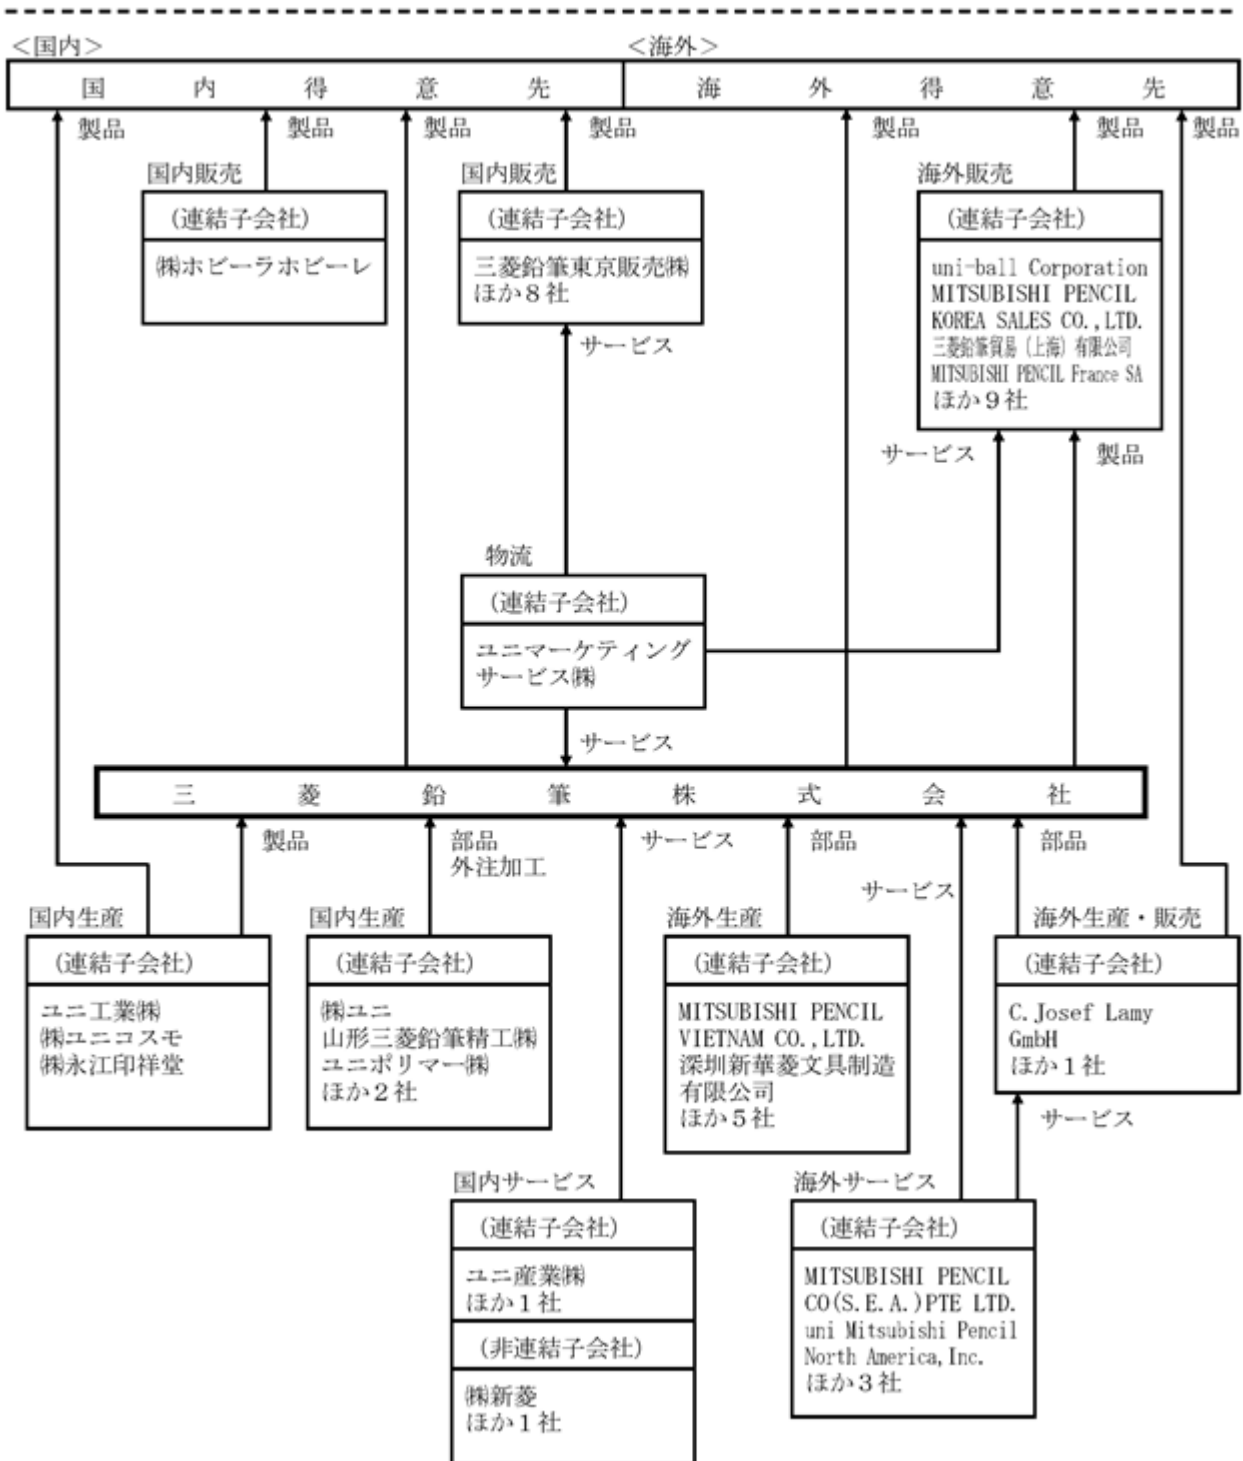 ＜国内＞
＜海外＞
国内得意先
海外得意先
製品
製品
製品
製品
製品
製品
製品
国内販売
(連結子会社)
㈱ホビーラホビーレ
国内販売
(連結子会社)
三菱鉛筆東京販売㈱
ほか８社
海外販売
(連結子会社)
uni-ball Corporation
MITSUBISHI PENCIL
KOREA SALES CO.,LTD.
三菱鉛筆貿易（上海）有限公司
MITSUBISHI PENCIL France SA
ほか９社
サービス
サービス
製品
物流
(連結子会社)
ユニマーケティング
サービス㈱
サービス
三菱鉛筆株式会社
製品
部品
外注加工
サービス
部品
サービス
部品
国内生産
(連結子会社)
ユニ工業㈱
㈱ユニコスモ
㈱永江印祥堂
国内生産
(連結子会社)
㈱ユニ
山形三菱鉛筆精工㈱
ユニポリマー㈱
ほか２社
海外生産
(連結子会社)
MITSUBISHI PENCIL
VIETNAM CO.,LTD.
深圳新華菱文具制造
有限公司
ほか５社
海外生産・販売
(連結子会社)
C.Josef Lamy
GmbH
ほか１社
サービス
国内サービス
(連結子会社)
ユニ産業㈱
ほか１社
(非連結子会社)
㈱新菱
ほか１社
海外サービス
(連結子会社)
MITSUBISHI PENCIL
CO(S.E.A.)PTE LTD.
uni Mitsubishi Pencil
North America,Inc.
ほか３社